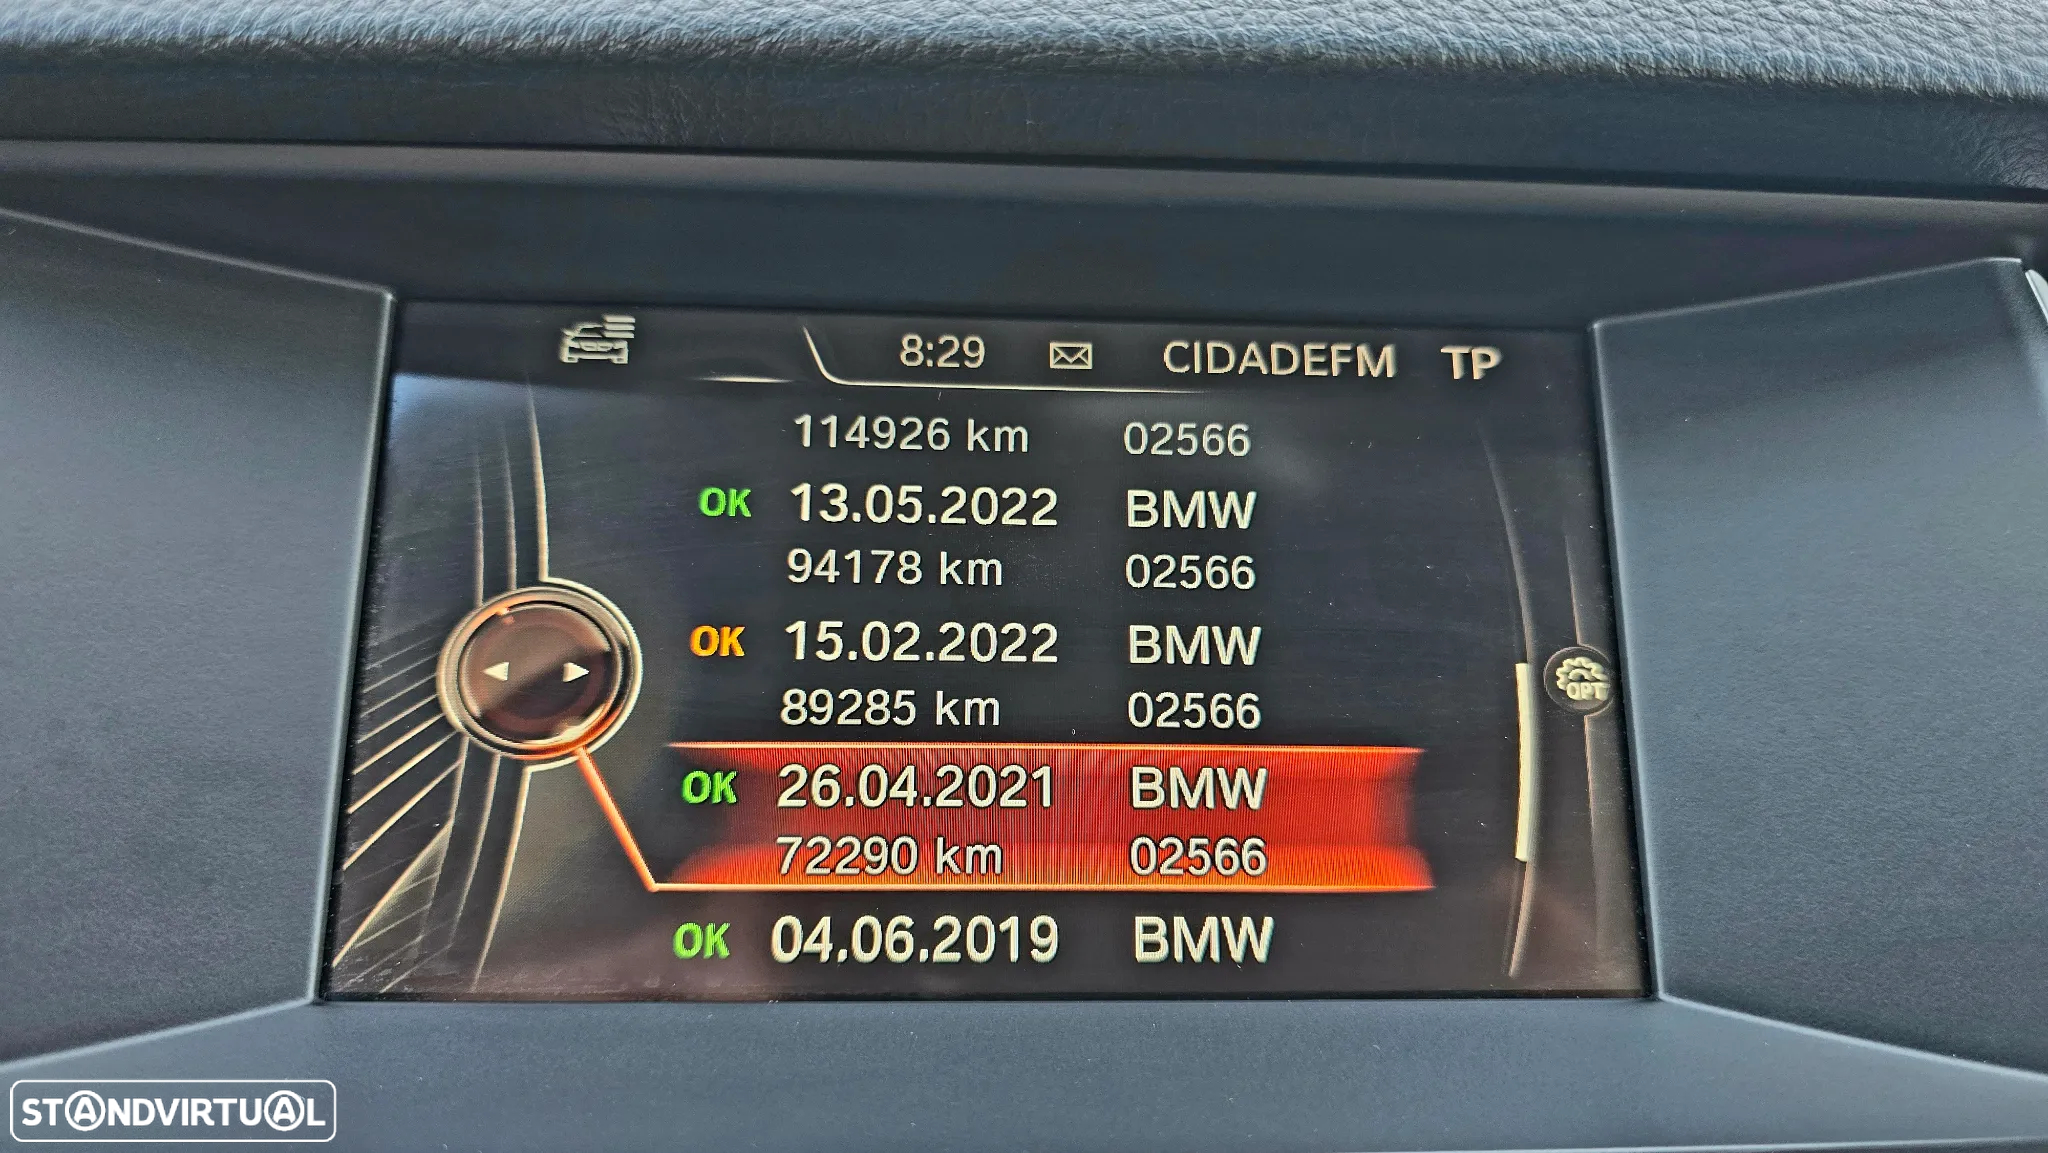 8:29 CIDADEFM TP
114926 km 02566
OK 13.05.2022 BMW
94178 km 02566
OK 15.02.2022 BMW
89285 km 02566
OK 26.04.2021 BMW
72290 km 02566
OK 04.06.2019 BMW
OPT
STANDVIRTUAL